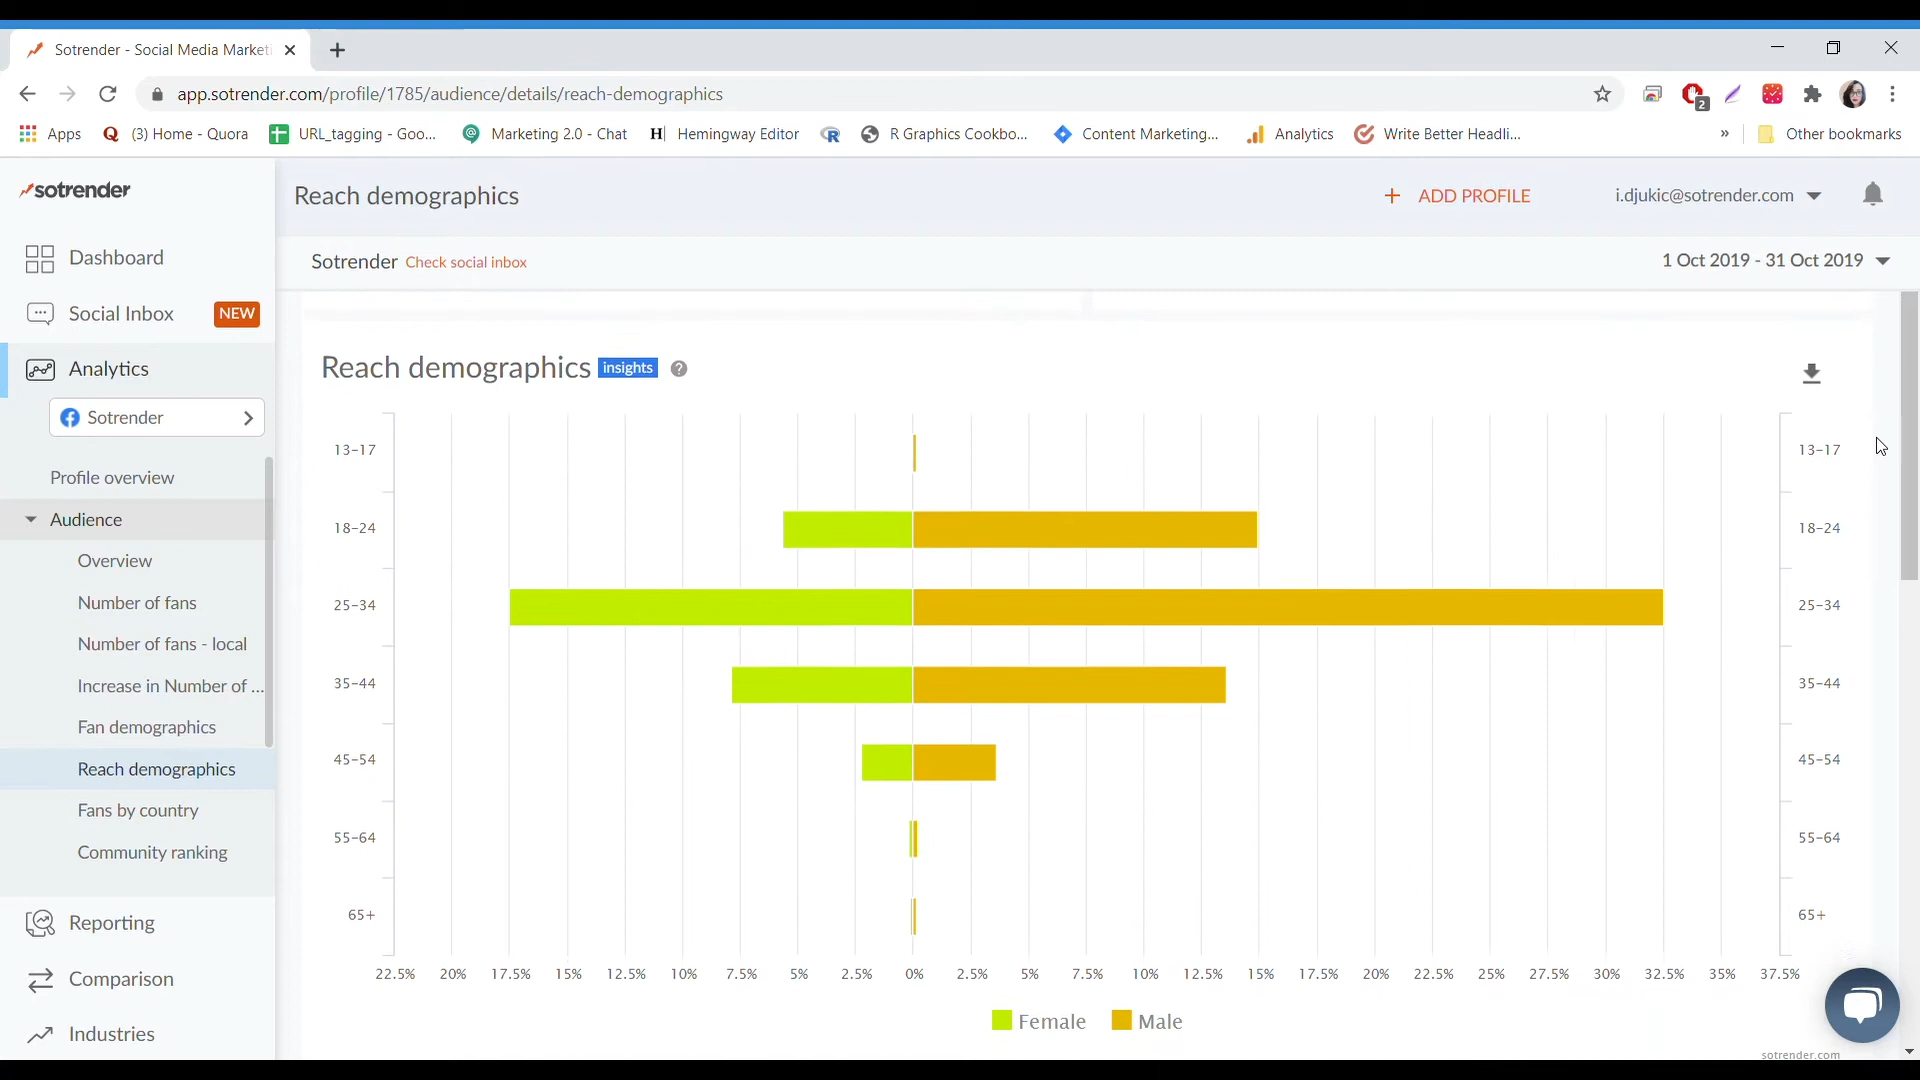 Sotrender - Social Media Marketi
app.sotrender.com/profile/1785/audience/details/reach-demographics
2
Apps
(3) Home - Quora
URL_tagging - Goo...
Marketing 2.0 - Chat
H
Hemingway Editor
R Graphics Cookbo...
Content Marketing...
Analytics
Write Better Headli...
»
Other bookmarks
sotrender
Reach demographics
+ ADD PROFILE
i.djukic@sotrender.com
Sotrender Check social inbox
1 Oct 2019 - 31 Oct 2019
Dashboard
Social Inbox NEW
Analytics
Sotrender
Profile overview
Audience
Overview
Number of fans
Number of fans - local
Increase in Number of ...
Fan demographics
Reach demographics
Fans by country
Community ranking
Reporting
Comparison
Industries
Reach demographics insights ?
13-17 13-17
18-24 18-24
25-34 25-34
35-44 35-44
45-54 45-54
55-64 55-64
65+ 65+
22.5% 20% 17.5% 15% 12.5% 10% 7.5% 5% 2.5% 0% 2.5% 5% 7.5% 10% 12.5% 15% 17.5% 20% 22.5% 25% 27.5% 30% 32.5% 35% 37.5%
Female Male
sotrender.com